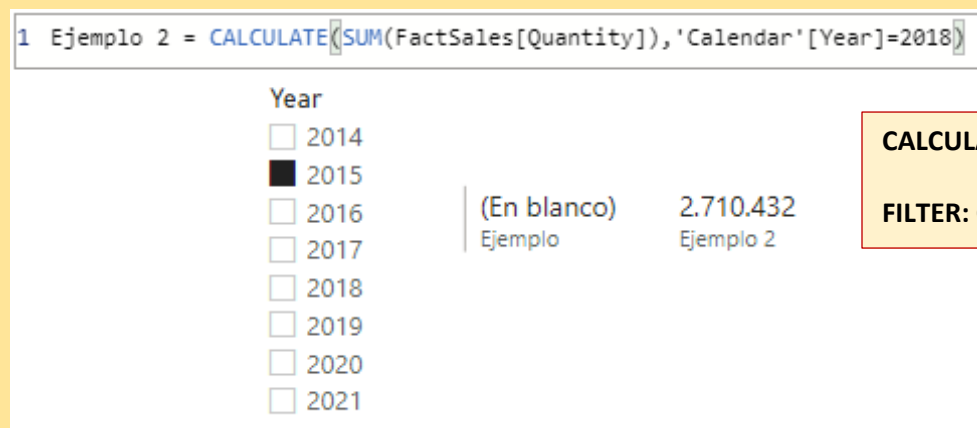 1 Ejemplo 2 = CALCULATE(SUM(FactSales[Quantity]),'Calendar'[Year]=2018)
Year
2014
2015
2016
2017
2018
2019
2020
2021
(En blanco) 2.710.432
Ejemplo Ejemplo 2
FILTER: